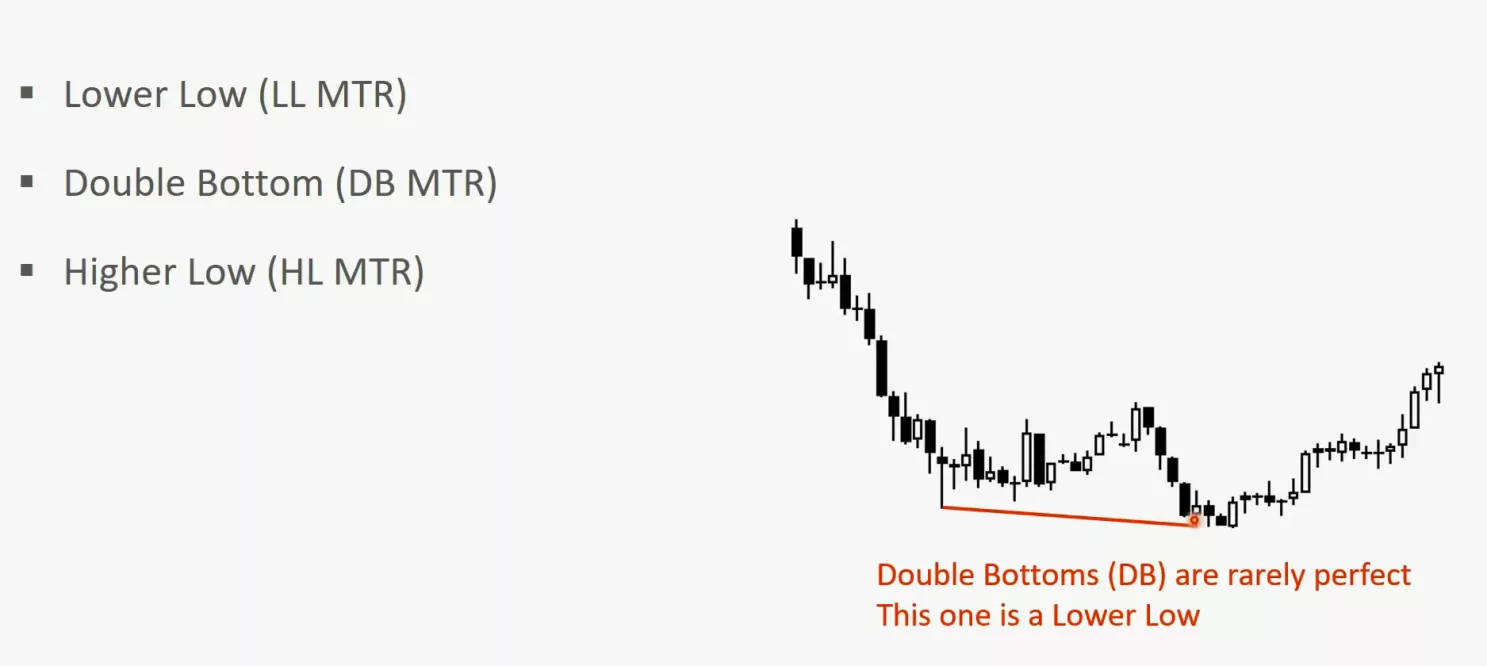 Lower Low (LL MTR)
Double Bottom (DB MTR)
Higher Low (HL MTR)
Double Bottoms (DB) are rarely perfect
This one is a Lower Low